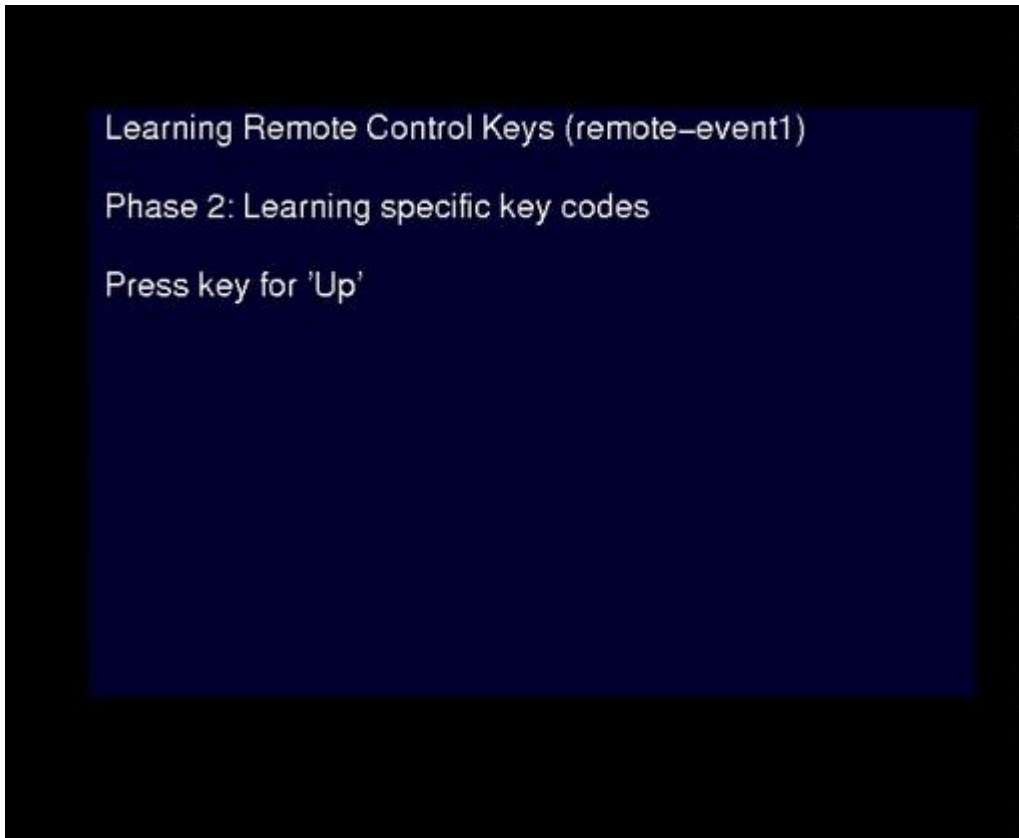 Learning Remote Control Keys (remote-event1)
Phase 2: Learning specific key codes
Press key for 'Up'